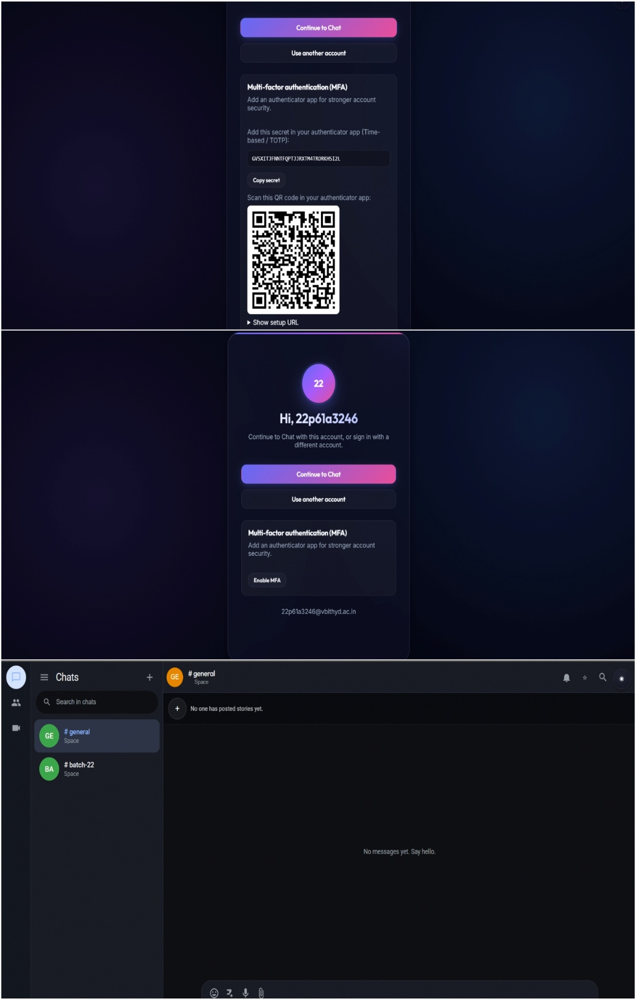 Continue to Chat
Use another account
Multi-factor authentication (MFA)
Add an authenticator app for stronger account
security.
Add this secret in your authenticator app (Time-
based / TOTP):
GV5XITJFNNTFQPTJJRXTM4TRORKHSI2L
Copy secret
Scan this QR code in your authenticator app:
Show setup URL
22
Hi, 22p61a3246
Continue to Chat with this account, or sign in with a
different account.
Continue to Chat
Use another account
Multi-factor authentication (MFA)
Add an authenticator app for stronger account
security.
Enable MFA
22p61a3246@vbithyd.ac.in
Chats
Search in chats
GE
# general
Space
BA
# batch-22
Space
GE
# general
Space
No one has posted stories yet.
No messages yet. Say hello.